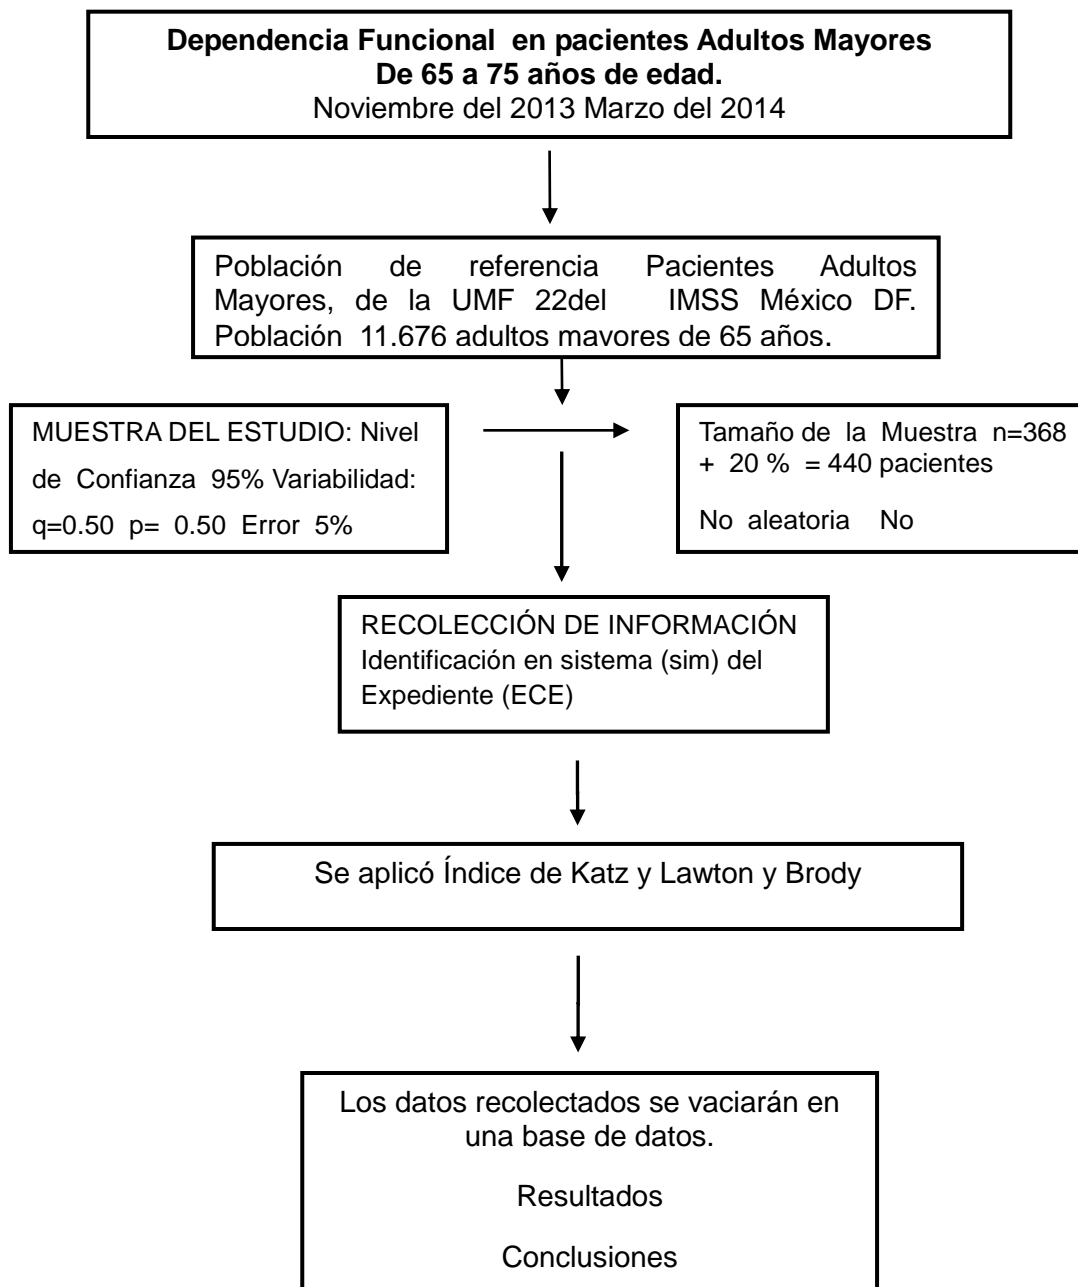 Dependencia Funcional en pacientes Adultos Mayores
De 65 a 75 años de edad.
Noviembre del 2013 Marzo del 2014
Población de referencia Pacientes Adultos
Mayores, de la UMF 22del IMSS México DF.
Población 11.676 adultos mayores de 65 años.
MUESTRA DEL ESTUDIO: Nivel
de Confianza 95% Variabilidad:
q=0.50 p= 0.50 Error 5%
Tamaño de la Muestra n=368
+ 20 % = 440 pacientes
No aleatoria No
RECOLECCIÓN DE INFORMACIÓN
Identificación en sistema (sim) del
Expediente (ECE)
Se aplicó Índice de Katz y Lawton y Brody
Los datos recolectados se vaciarán en
una base de datos.
Resultados
Conclusiones